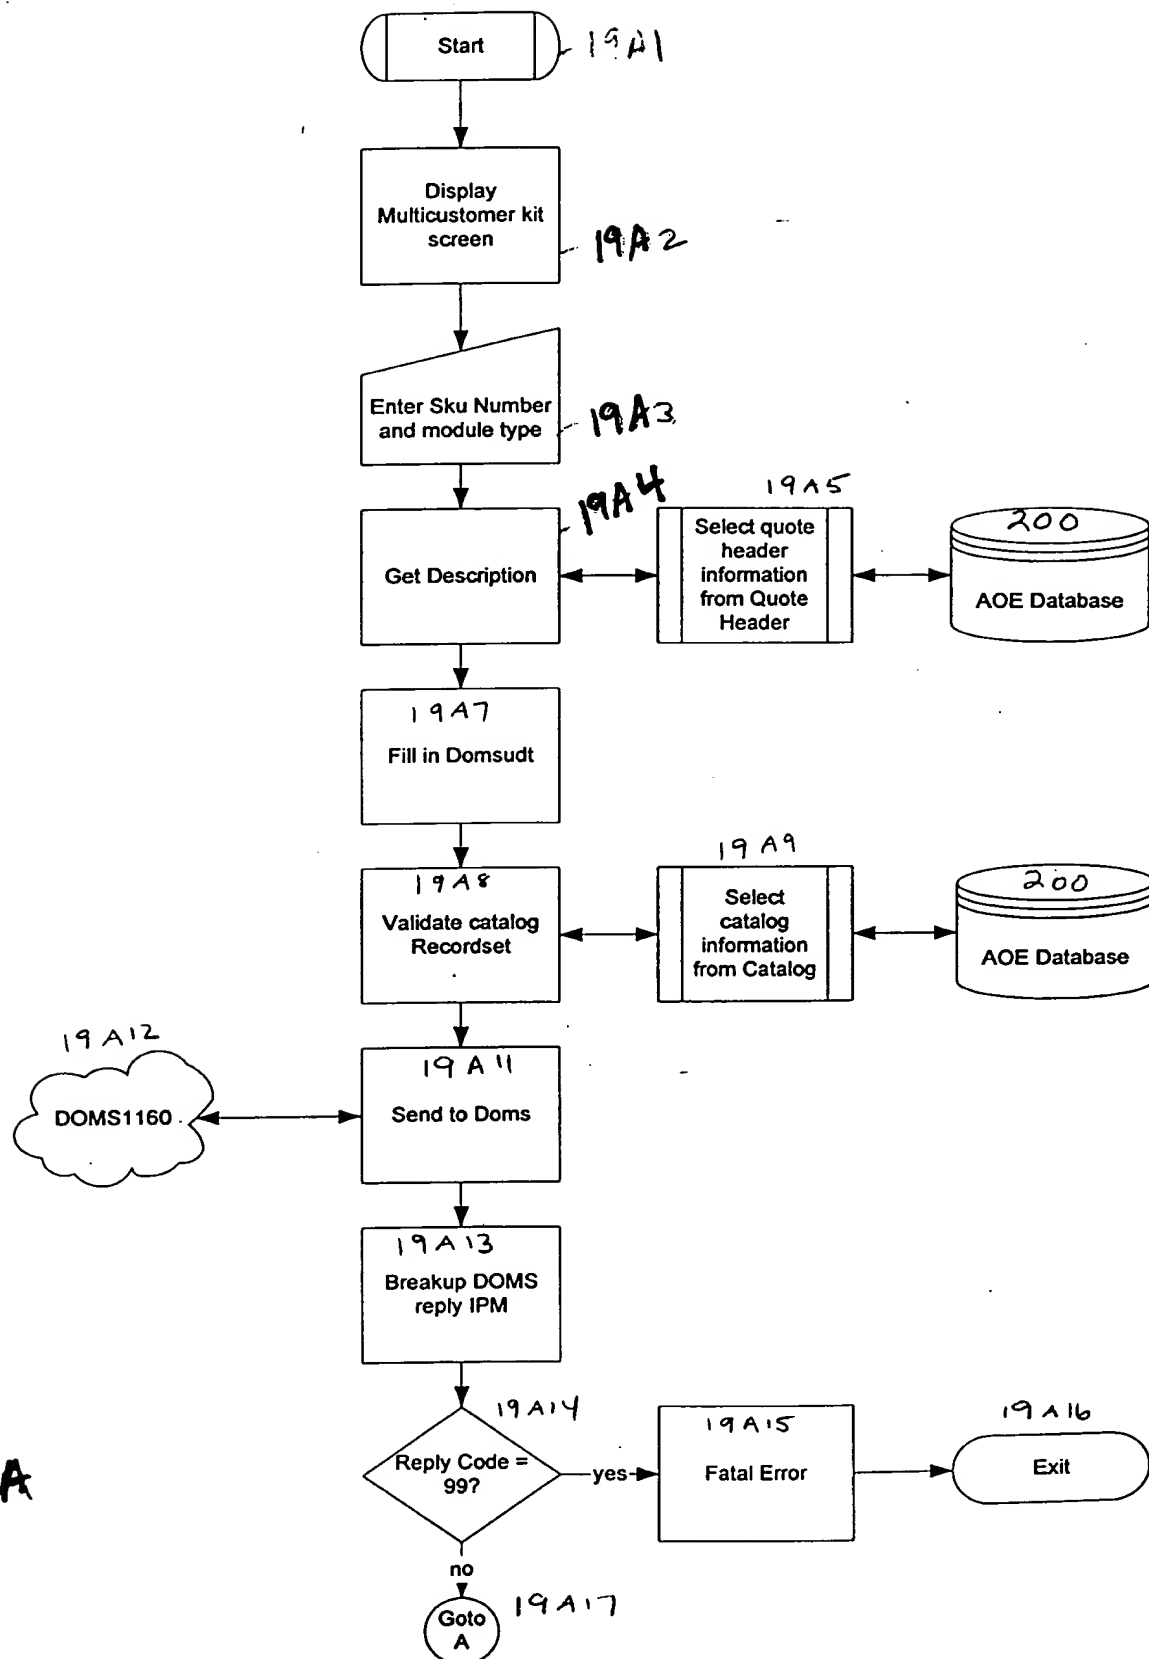 Start
19A1
Display
Multicustomer kit
screen
19A2
Enter Sku Number
and module type
19A3
19A4
Get Description
19A5
Select quote
header
information
from Quote
Header
200
AOE Database
19A7
Fill in Domsudt
19A8
Validate catalog
Recordset
19A9
Select
catalog
information
from Catalog
200
AOE Database
19A12
DOMS1160
19A11
Send to Doms
19A13
Breakup DOMS
reply IPM
19A14
Reply Code =
99?
yes
19A15
Fatal Error
19A16
Exit
A
no
Goto
A
19A17